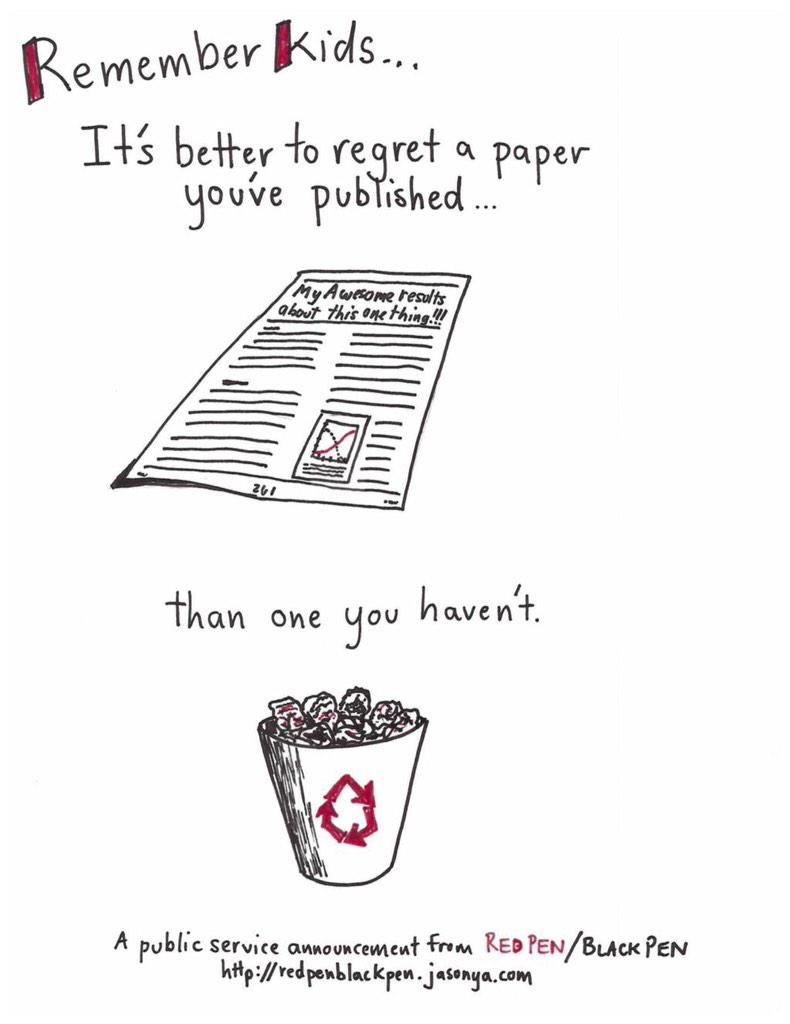 Remember Kids...
It's better to regret a paper
you've published...
My Awesome results
about this one thing!!!
261
than one you haven't.
A public service announcement from RED PEN/BLACK PEN
http://redpenblackpen.jasonya.com